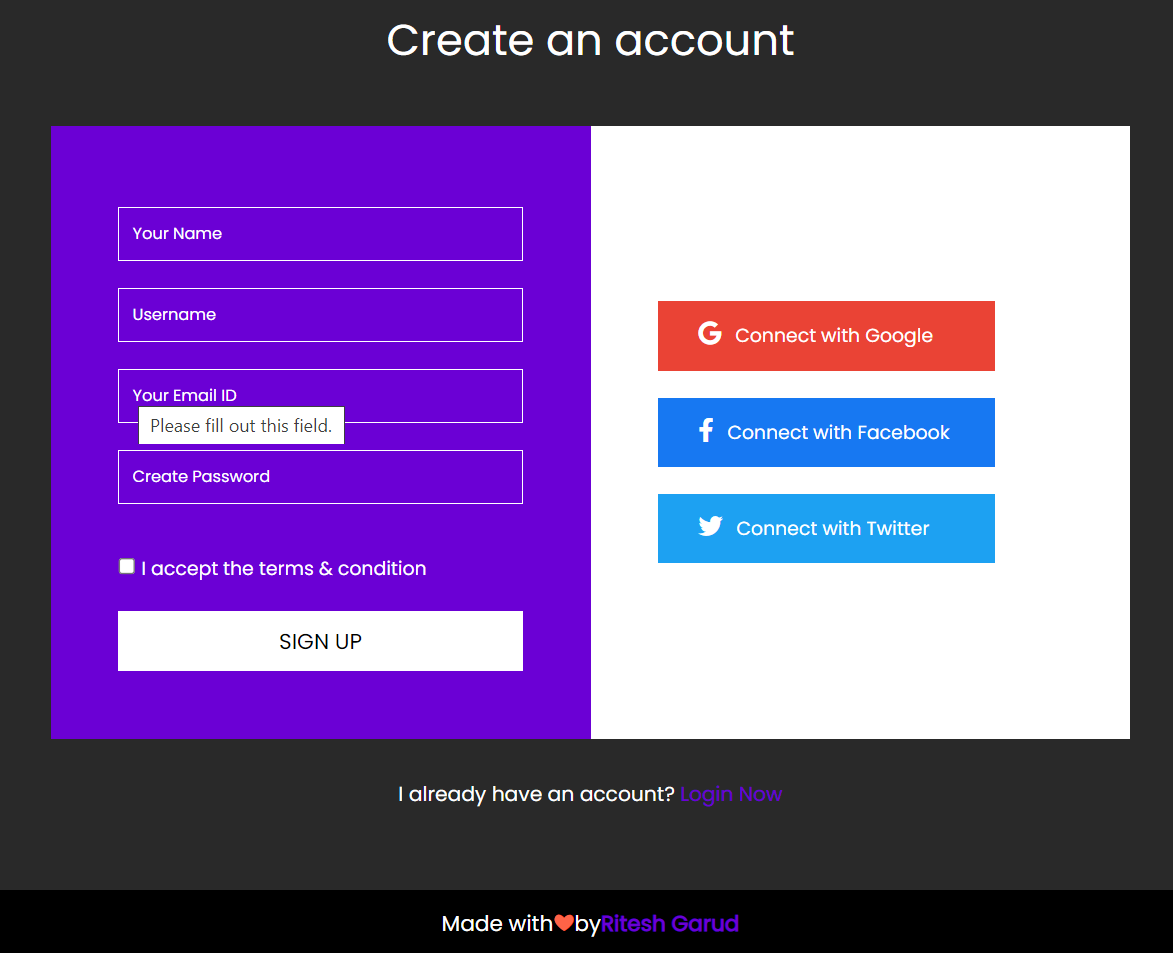 Create an account
Your Name
Username
Your Email ID
Please fill out this field.
Create Password
I accept the terms & condition
SIGN UP
Connect with Google
Connect with Facebook
Connect with Twitter
I already have an account? Login Now
Made with❤byRitesh Garud